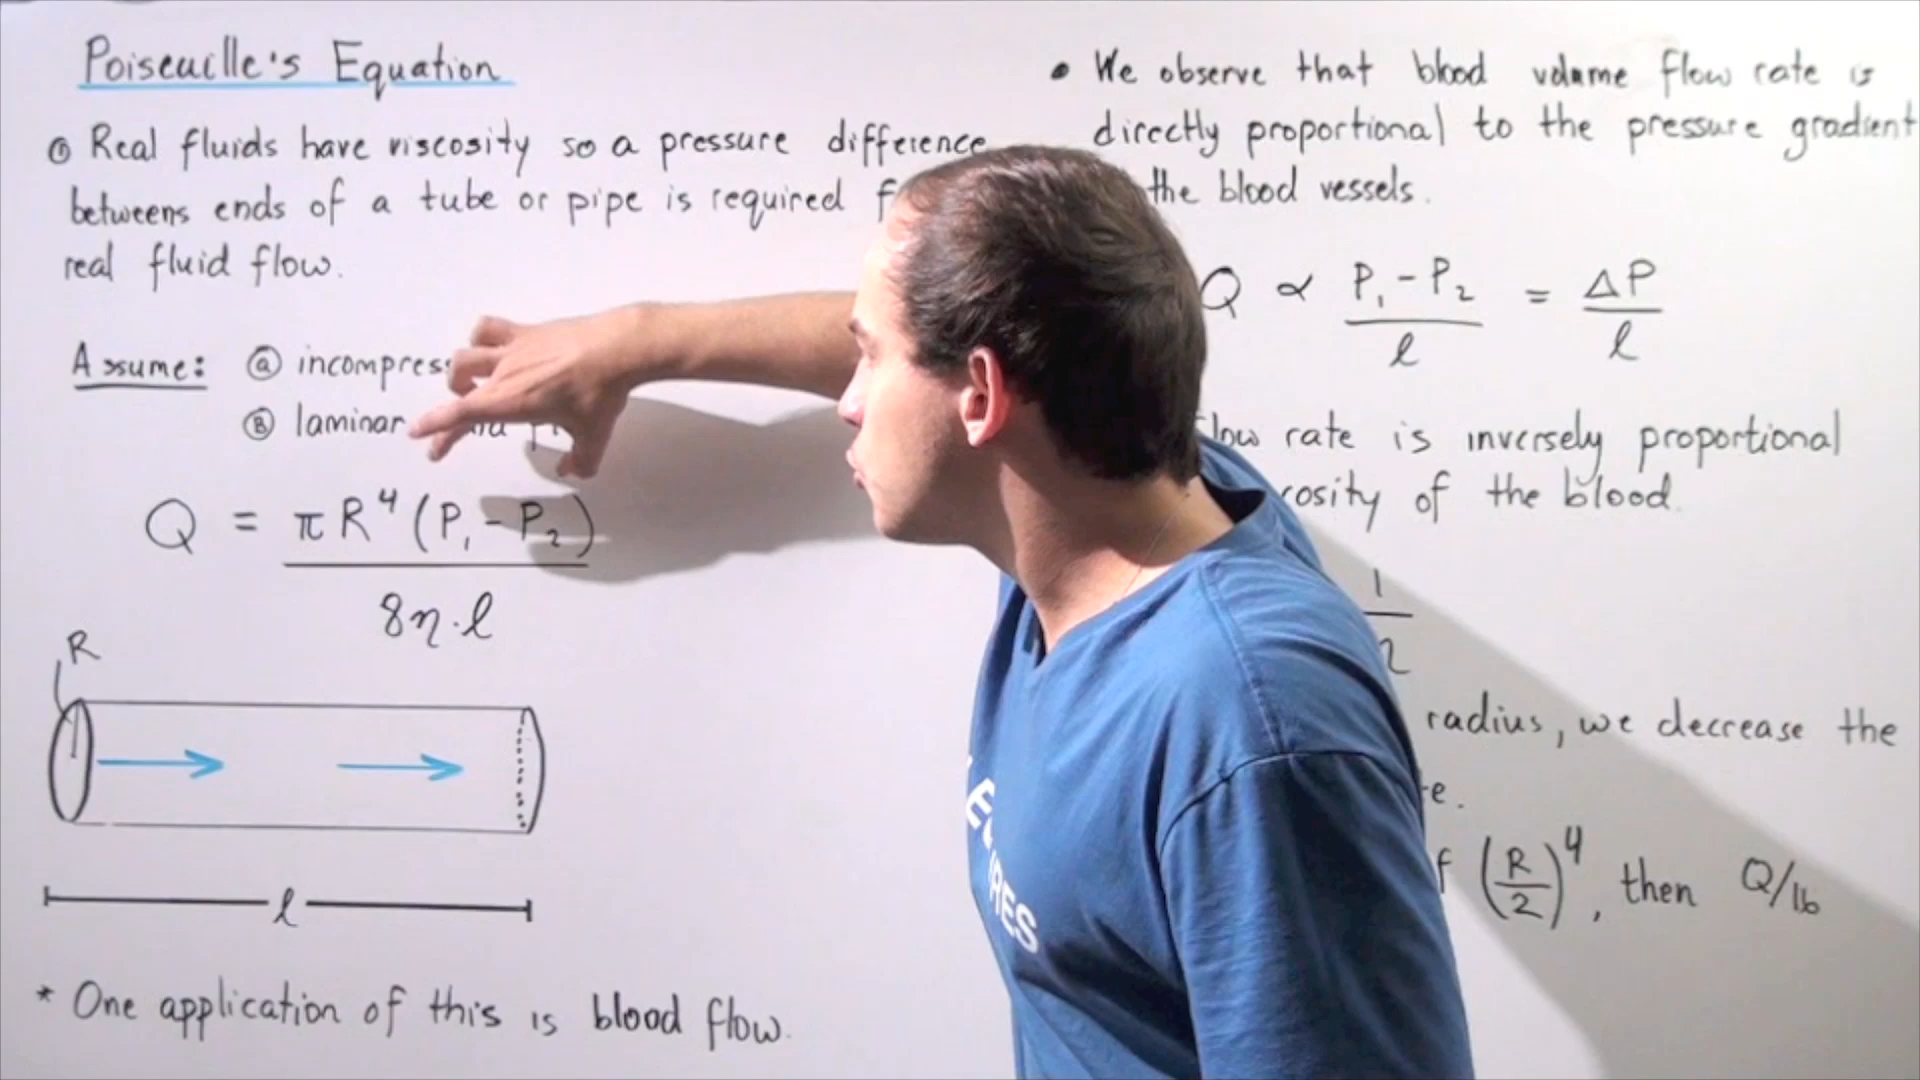 Poiseuille's Equation
Real fluids have viscosity so a pressure difference
betweens ends of a tube or pipe is required
real fluid flow.
Assume: (a) incompress
(B) laminar
Q = πR⁴(P₁-P₂)
8η·l
R
l
* One application of this is blood flow.
• We observe that blood volume flow rate is
directly proportional to the pressure gradient
the blood vessels.
Q ∝ P₁-P₂ / l = ΔP / l
flow rate is inversely proportional
cosity of the blood.
1
η
radius, we decrease the
(R/2)⁴, then Q/16